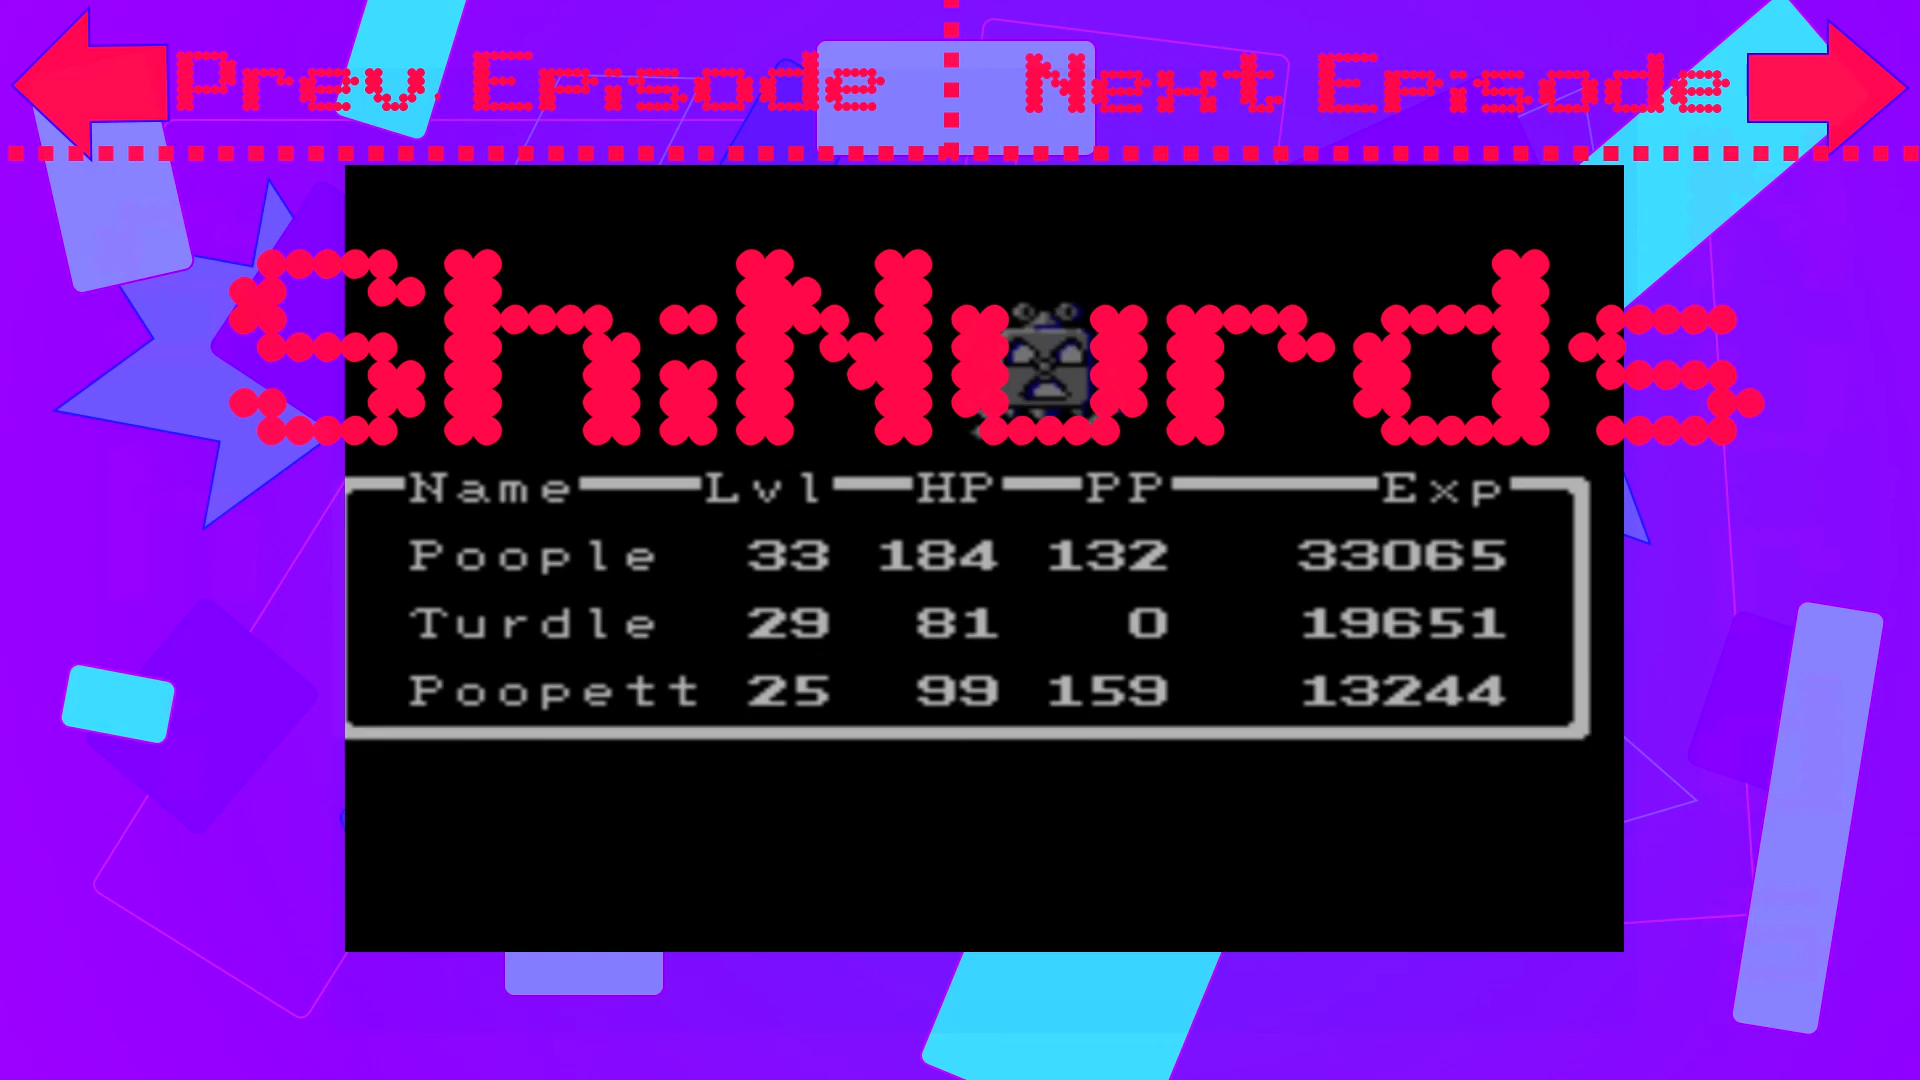 Prev. Episode Next Episode
ShiNurds
Name Lvl HP PP Exp
Poople 33 184 132 33065
Turdle 29 81 0 19651
Poopett 25 99 159 13244